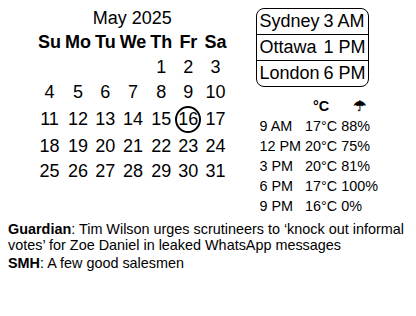 May 2025
Su Mo Tu We Th Fr Sa
1 2 3
4 5 6 7 8 9 10
11 12 13 14 15 16 17
18 19 20 21 22 23 24
25 26 27 28 29 30 31
Sydney 3 AM
Ottawa 1 PM
London 6 PM
°C ☂
9 AM 17°C 88%
12 PM 20°C 75%
3 PM 20°C 81%
6 PM 17°C 100%
9 PM 16°C 0%
Guardian: Tim Wilson urges scrutineers to ‘knock out informal
votes’ for Zoe Daniel in leaked WhatsApp messages
SMH: A few good salesmen